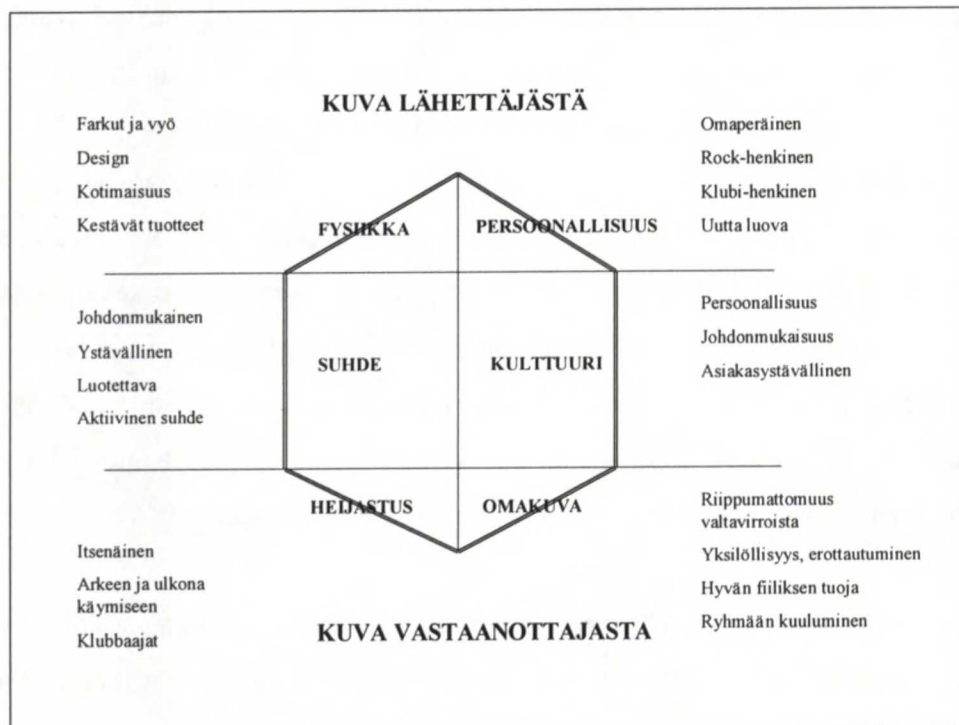 KUVA LÄHETTÄJÄSTÄ
Farkut ja vyö
Design
Kotimaisuus
Kestävät tuotteet
Omaperäinen
Rock-henkinen
Klubi-henkinen
Uutta luova
FYSIIKKA
PERSOONALLISUUS
Johdonmukainen
Ystävällinen
Luotettava
Aktiivinen suhde
SUHDE
KULTTUURI
Persoonallisuus
Johdonmukaisuus
Asiakasystävällinen
HEIJASTUS
OMAKUVA
Itsenäinen
Arkeen ja ulkona
käymiseen
Klubbaajat
Riippumattomuus
valtavirroista
Yksilöllisyys, erottautuminen
Hyvän fiiliksen tuoja
Ryhmään kuuluminen
KUVA VASTAANOTTAJASTA